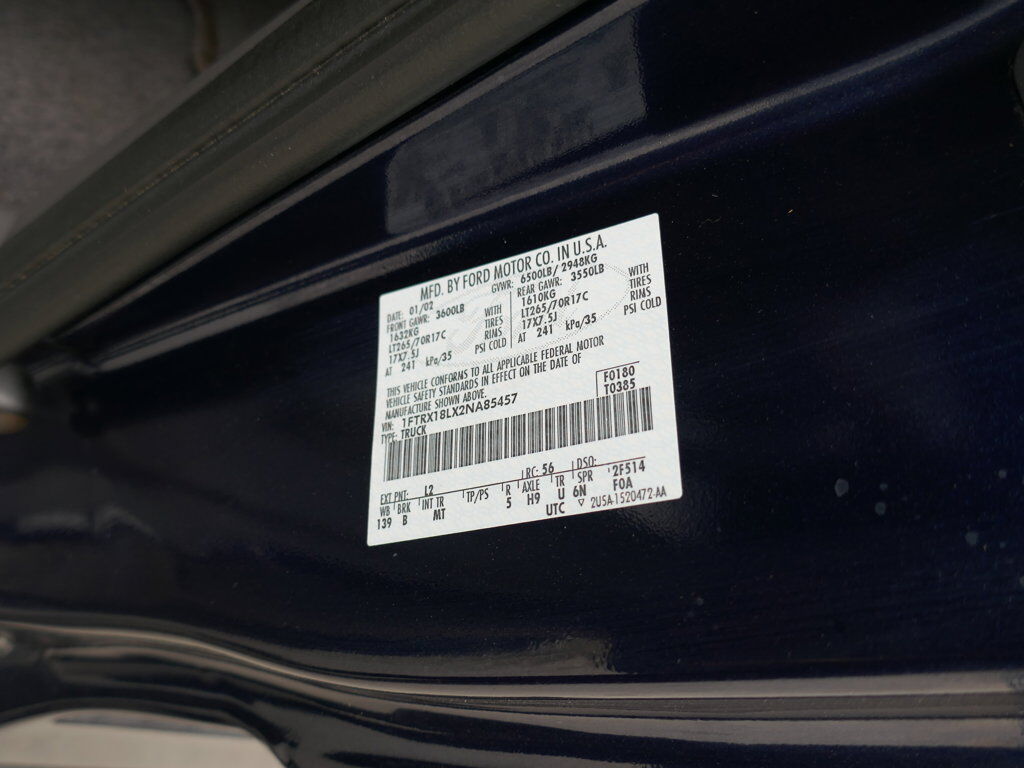 MFD. BY FORD MOTOR CO. IN U.S.A.
DATE: 01/02 GVWR: 6500LB/ 2948KG
FRONT GAWR: 3600LB REAR GAWR: 3550LB
1632KG WITH 1610KG WITH
LT265/70R17C TIRES LT265/70R17C TIRES
17X7.5J RIMS 17X7.5J RIMS
AT 241 kPa/35 PSI COLD AT 241 kPa/35 PSI COLD
THIS VEHICLE CONFORMS TO ALL APPLICABLE FEDERAL MOTOR
VEHICLE SAFETY STANDARDS IN EFFECT ON THE DATE OF
MANUFACTURE SHOWN ABOVE.
VIN: 1FTRX18LX2NA85457 F0180
TYPE: TRUCK T0385
EXT PNT: L2 RC: 56 DSO:
WB BRK INT TR TP/PS R AXLE TR SPR 2F514
139 B MT 5 H9 U 6N F0A
UTC ▽ 2U5A-1520472-AA